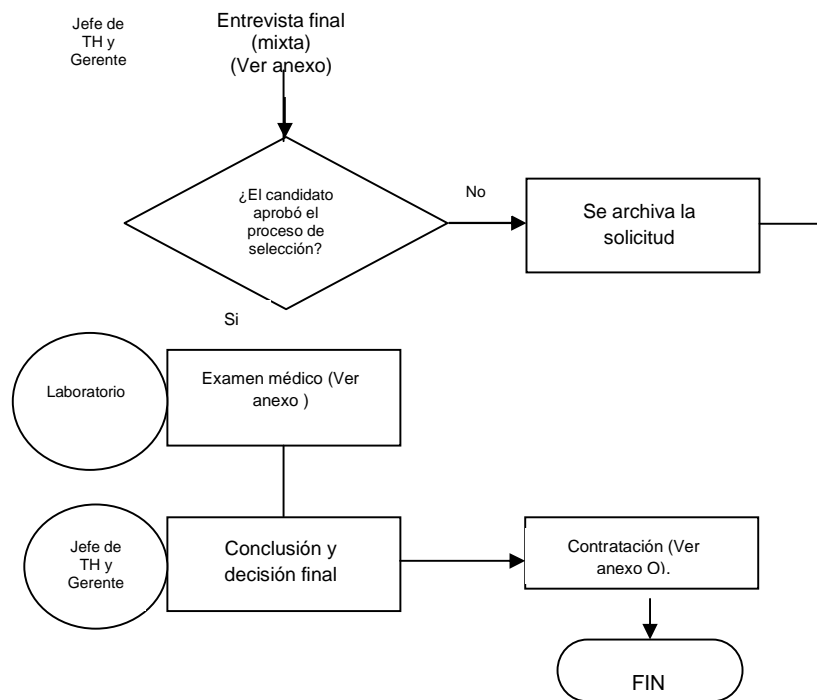 Jefe de
TH y
Gerente
Entrevista final
(mixta)
(Ver anexo)
¿El candidato
aprobó el
proceso de
selección?
No
Se archiva la
solicitud
Si
Laboratorio
Examen médico (Ver
anexo )
Jefe de
TH y
Gerente
Conclusión y
decisión final
Contratación (Ver
anexo O).
FIN